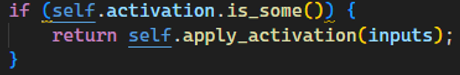 if (self.activation.is_some()) {
    return self.apply_activation(inputs);
}